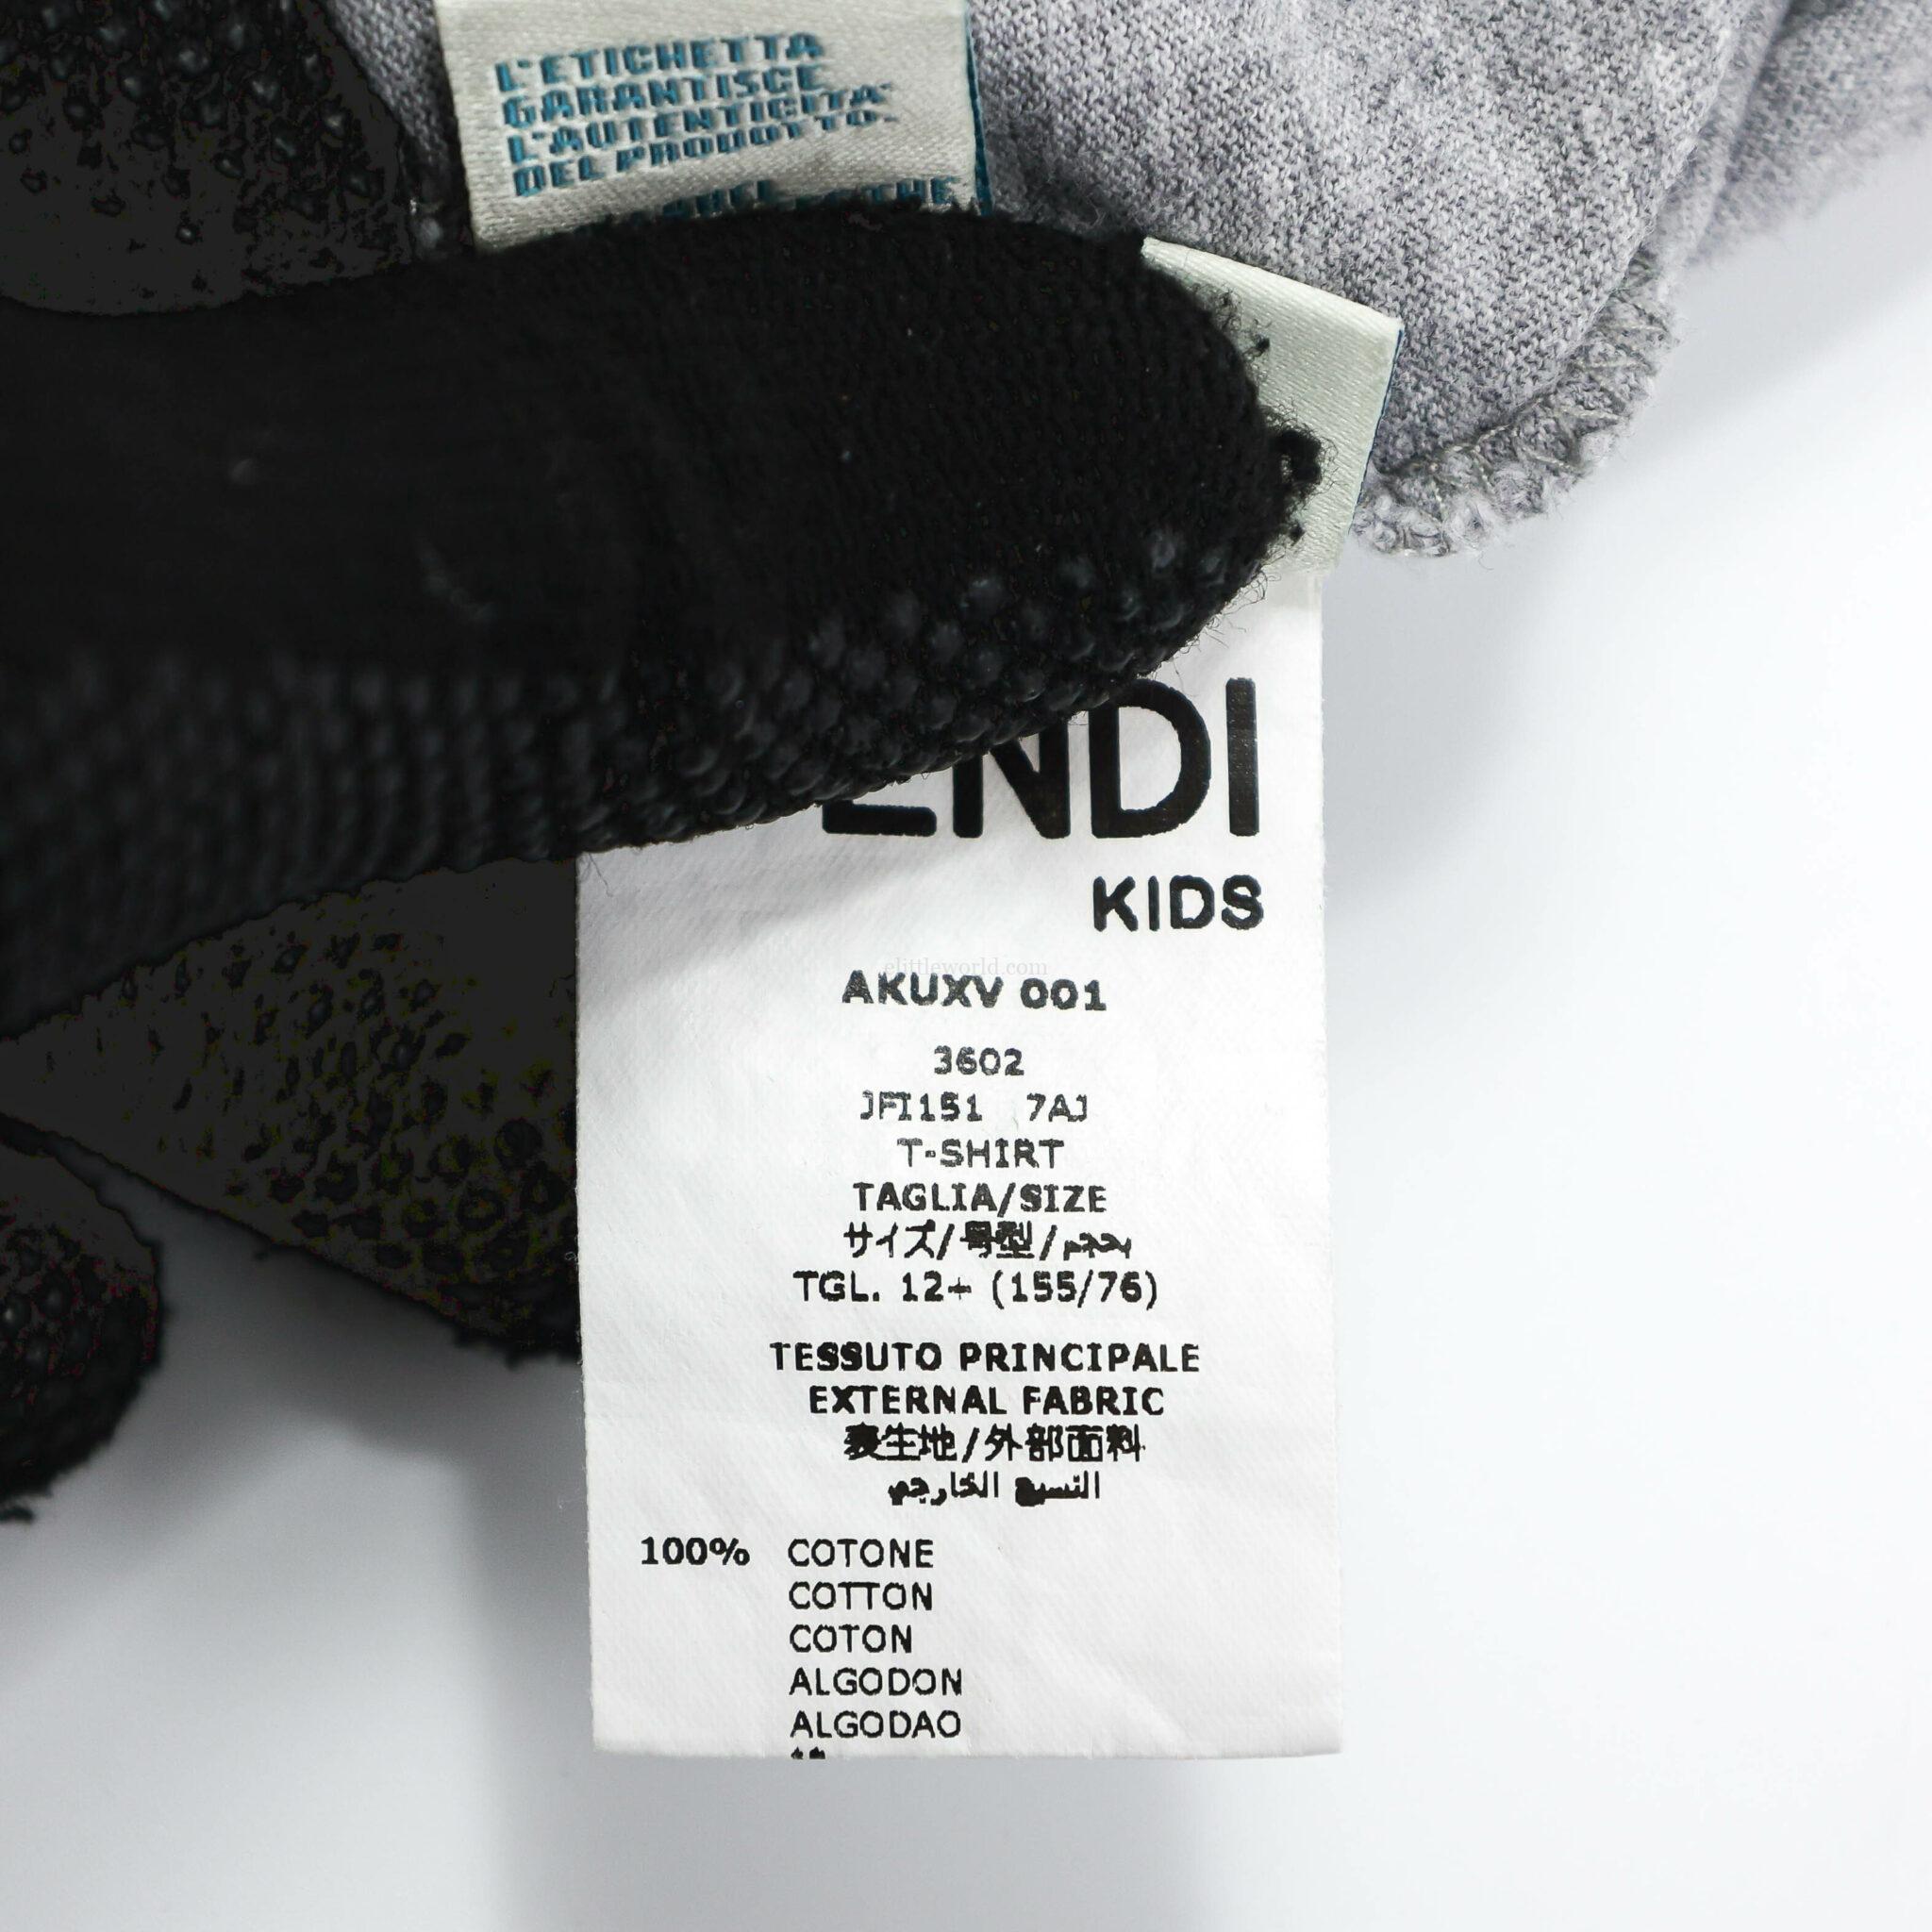 L'ETICHETTA
GARANTISCE
L'AUTENTICITA'
DEL PRODOTTO.
THE
ENDI
KIDS
elittleworld.com
AKUXV 001
3602
JFI151 7AJ
T-SHIRT
TAGLIA/SIZE
サイズ/号型/حجم
TGL. 12+ (155/76)
TESSUTO PRINCIPALE
EXTERNAL FABRIC
表生地/外部面料
النسيج الخارجي
100% COTONE
COTTON
COTON
ALGODON
ALGODAO